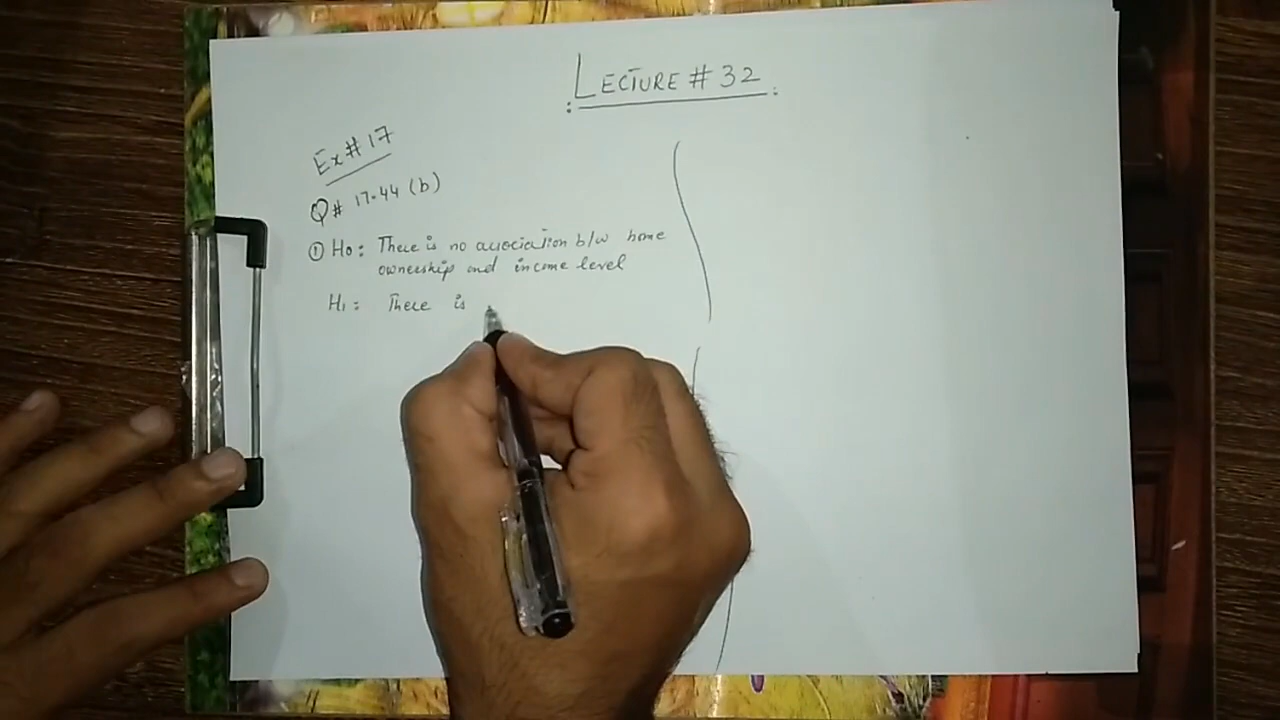 LECTURE # 32
Ex# 17
Q# 17.44 (b)
① H0: There is no association b/w home
ownership and income level
H1: There is